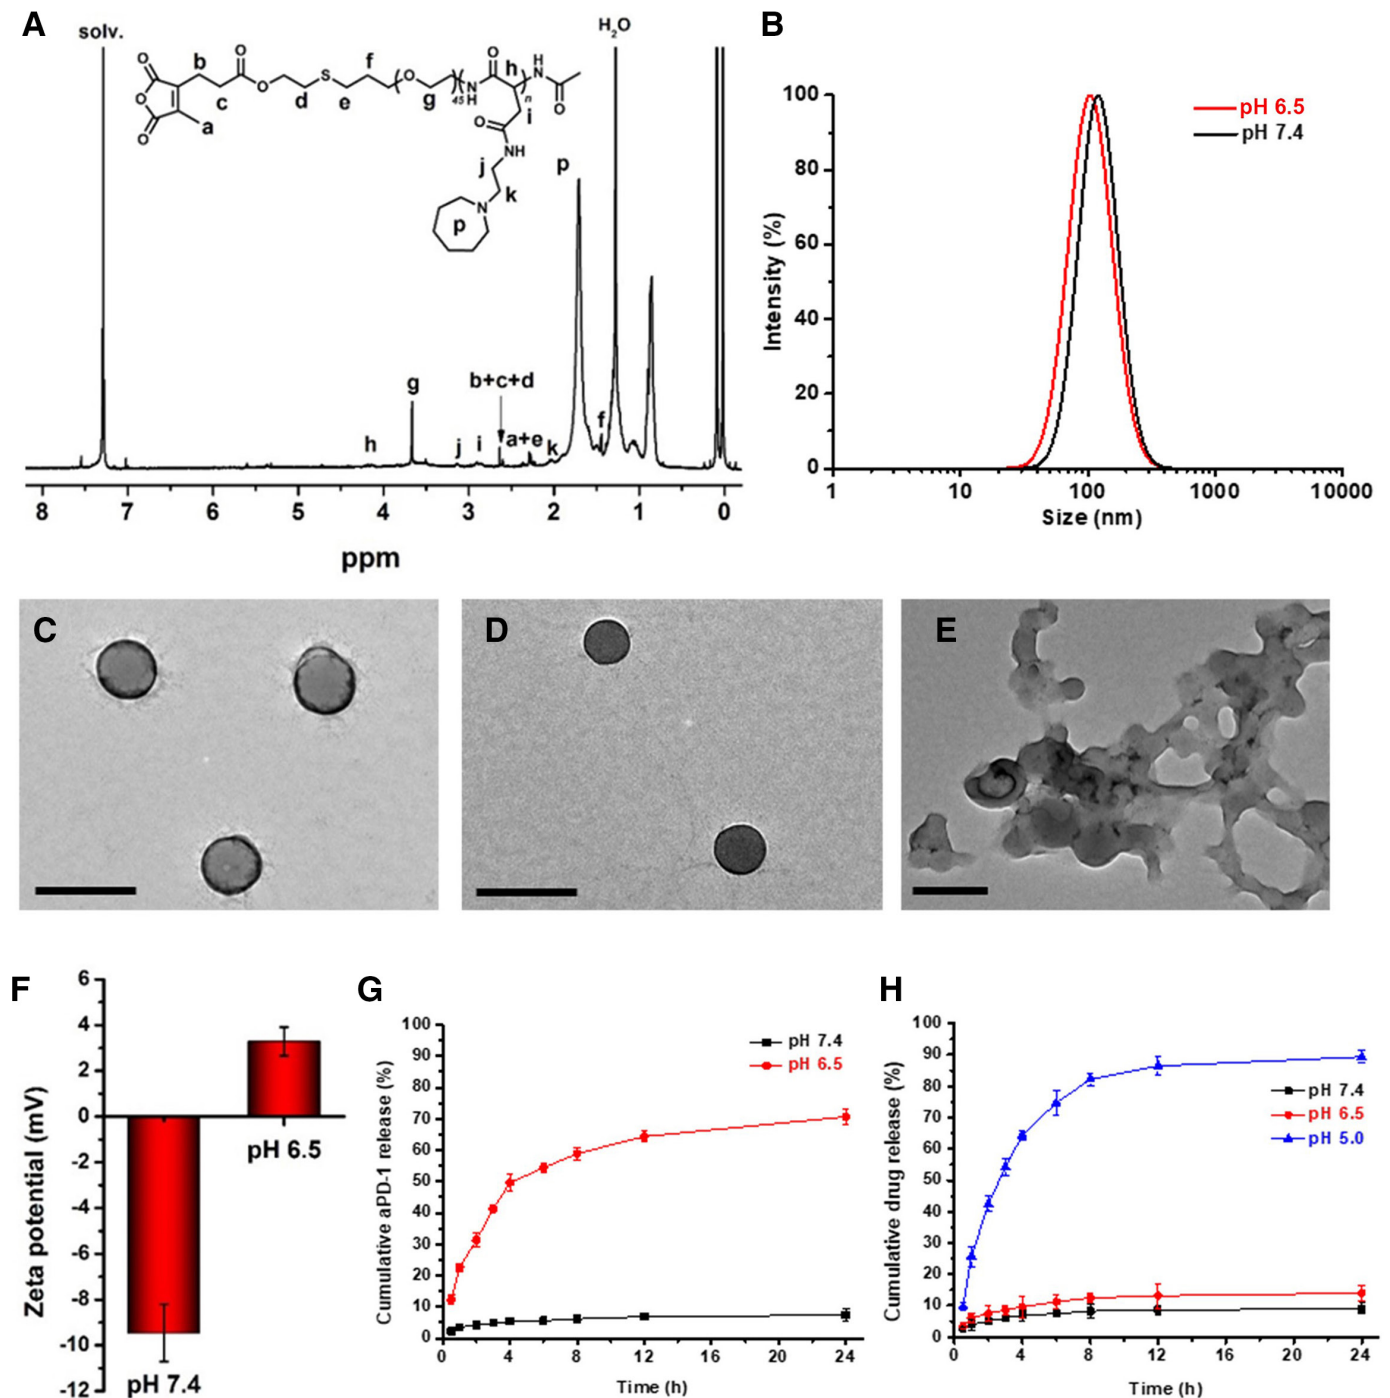 A
solv.
H₂O
b
f
h
c
d
e
g
a
i
j
k
p
O
O
O
O
O
S
O
45
N
H
O
n
H
N
O
O
NH
N
p
h
g
j
i
b+c+d
a+e
k
f
8 7 6 5 4 3 2 1 0
ppm
B
pH 6.5
pH 7.4
Intensity (%)
100
80
60
40
20
0
1 10 100 1000 10000
Size (nm)
C
D
E
F
Zeta potential (mV)
6
4
2
0
-2
-4
-6
-8
-10
-12
pH 6.5
pH 7.4
G
Cumulative aPD-1 release (%)
100
90
80
70
60
50
40
30
20
10
0
pH 7.4
pH 6.5
0 4 8 12 16 20 24
Time (h)
H
Cumulative drug release (%)
100
90
80
70
60
50
40
30
20
10
0
pH 7.4
pH 6.5
pH 5.0
0 4 8 12 16 20 24
Time (h)